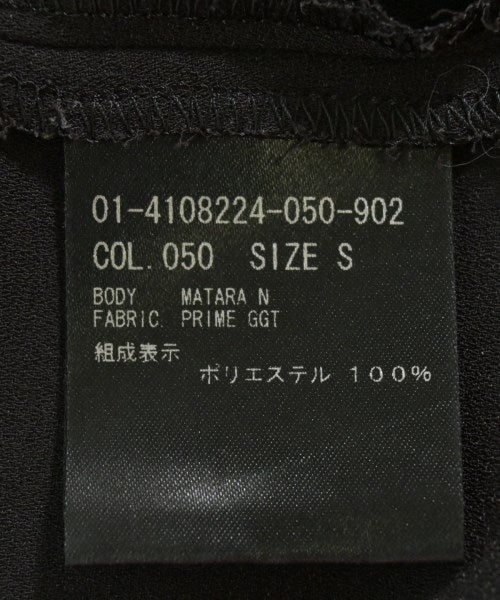 01-4108224-050-902
COL.050 SIZE S
BODY MATARA N
FABRIC PRIME GGT
組成表示
ポリエステル 100%